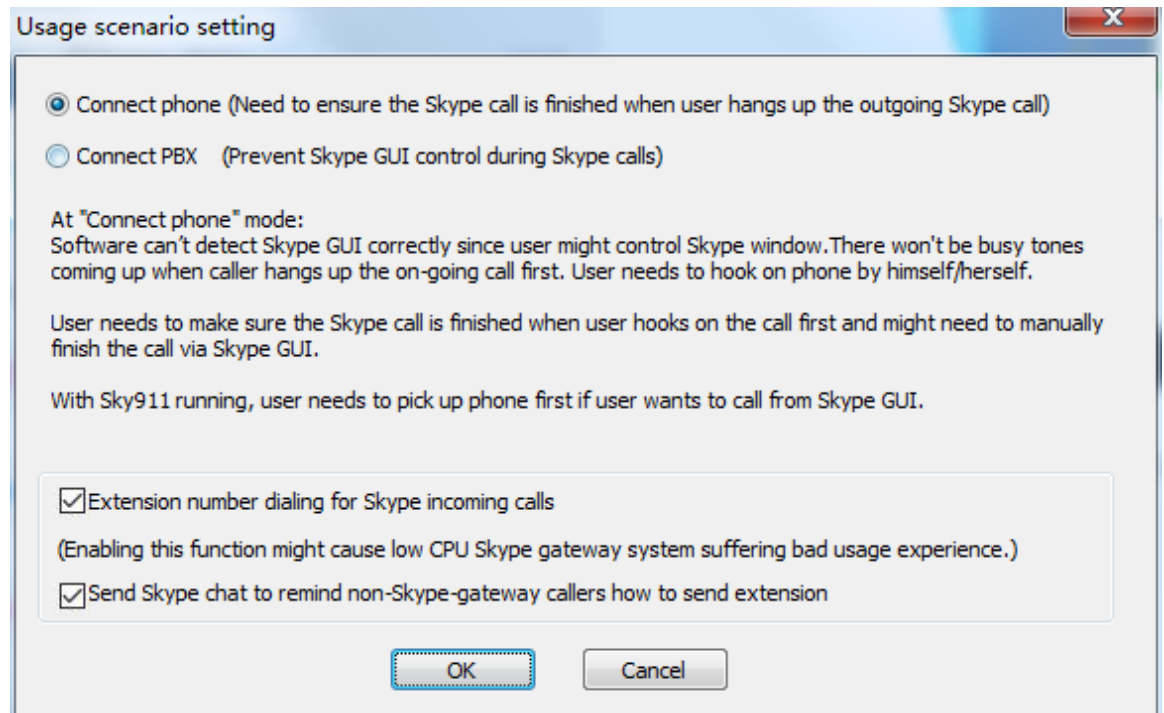 Usage scenario setting
Connect phone (Need to ensure the Skype call is finished when user hangs up the outgoing Skype call)
Connect PBX (Prevent Skype GUI control during Skype calls)
At "Connect phone" mode:
Software can't detect Skype GUI correctly since user might control Skype window.There won't be busy tones
coming up when caller hangs up the on-going call first. User needs to hook on phone by himself/herself.
User needs to make sure the Skype call is finished when user hooks on the call first and might need to manually
finish the call via Skype GUI.
With Sky911 running, user needs to pick up phone first if user wants to call from Skype GUI.
Extension number dialing for Skype incoming calls
(Enabling this function might cause low CPU Skype gateway system suffering bad usage experience.)
Send Skype chat to remind non-Skype-gateway callers how to send extension
OK Cancel